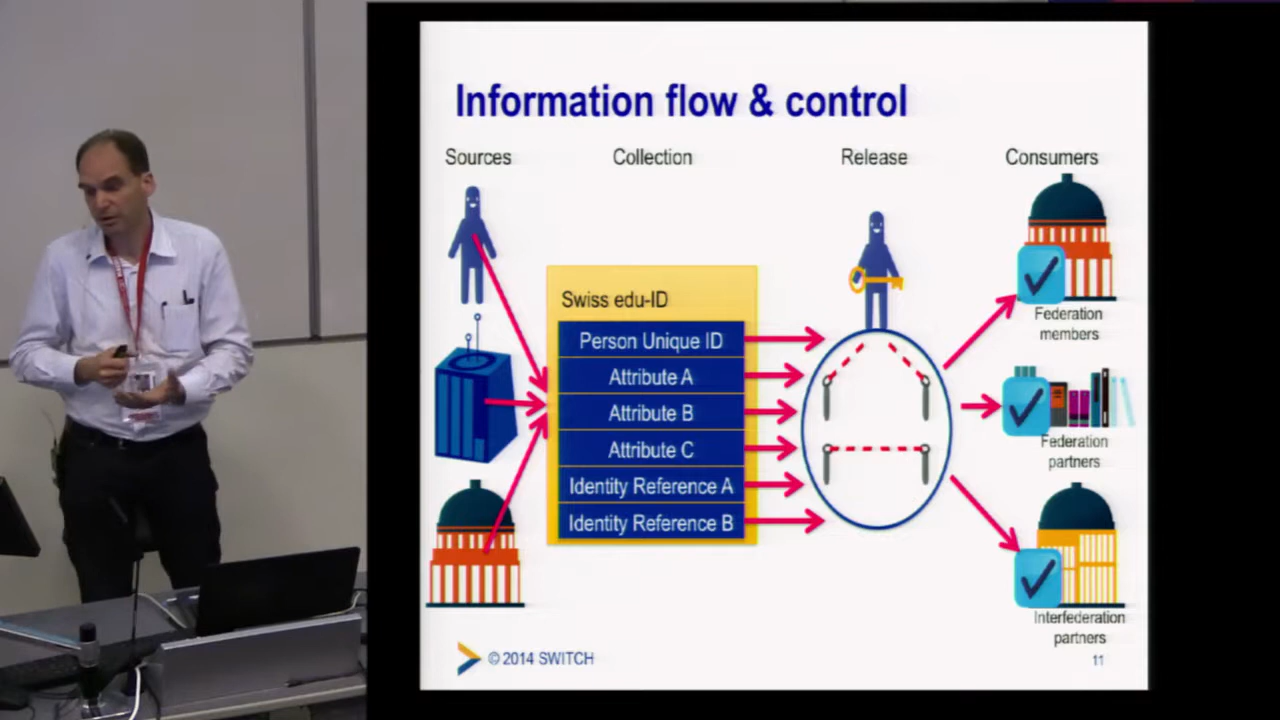 Information flow & control
Sources
Collection
Release
Consumers
Swiss edu-ID
Person Unique ID
Attribute A
Attribute B
Attribute C
Identity Reference A
Identity Reference B
Federation
members
Federation
partners
Interfederation
partners
© 2014 SWITCH
11